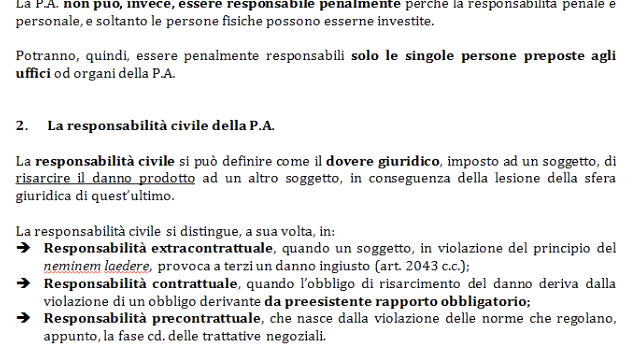 La P.A. non può, invece, essere responsabile penalmente perché la responsabilità penale è
personale, e soltanto le persone fisiche possono esserne investite.
Potranno, quindi, essere penalmente responsabili solo le singole persone preposte agli
uffici od organi della P.A.
2. La responsabilità civile della P.A.
La responsabilità civile si può definire come il dovere giuridico, imposto ad un soggetto, di
risarcire il danno prodotto ad un altro soggetto, in conseguenza della lesione della sfera
giuridica di quest'ultimo.
La responsabilità civile si distingue, a sua volta, in:
➔ Responsabilità extracontrattuale, quando un soggetto, in violazione del principio del
neminem laedere, provoca a terzi un danno ingiusto (art. 2043 c.c.);
➔ Responsabilità contrattuale, quando l'obbligo di risarcimento del danno deriva dalla
violazione di un obbligo derivante da preesistente rapporto obbligatorio;
➔ Responsabilità precontrattuale, che nasce dalla violazione delle norme che regolano,
appunto, la fase cd. delle trattative negoziali.